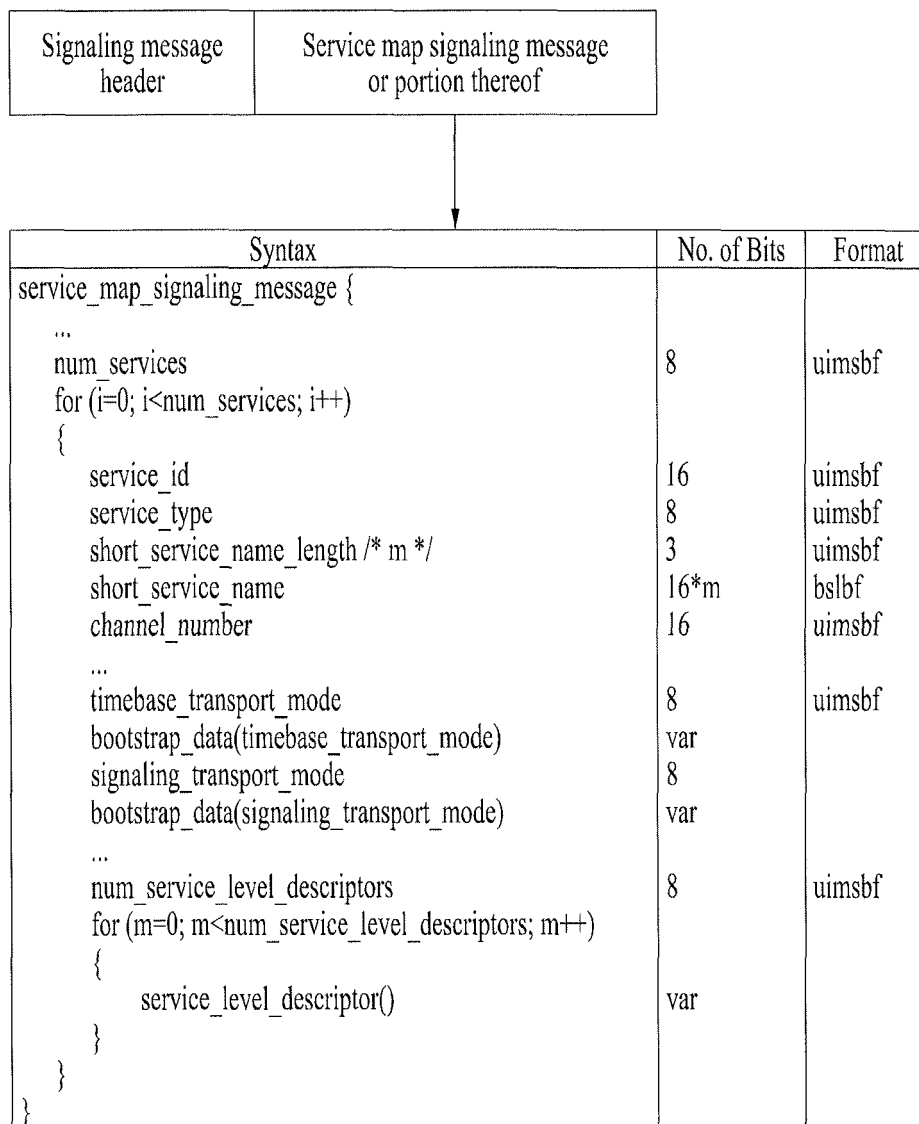 Signaling message header
Service map signaling message or portion thereof
Syntax No. of Bits Format
service_map_signaling_message {
...
num_services 8 uimsbf
for (i=0; i<num_services; i++)
{
service_id 16 uimsbf
service_type 8 uimsbf
short_service_name_length /* m */ 3 uimsbf
short_service_name 16*m bslbf
channel_number 16 uimsbf
...
timebase_transport_mode 8 uimsbf
bootstrap_data(timebase_transport_mode) var
signaling_transport_mode 8
bootstrap_data(signaling_transport_mode) var
...
num_service_level_descriptors 8 uimsbf
for (m=0; m<num_service_level_descriptors; m++)
{
service_level_descriptor() var
}
}
}